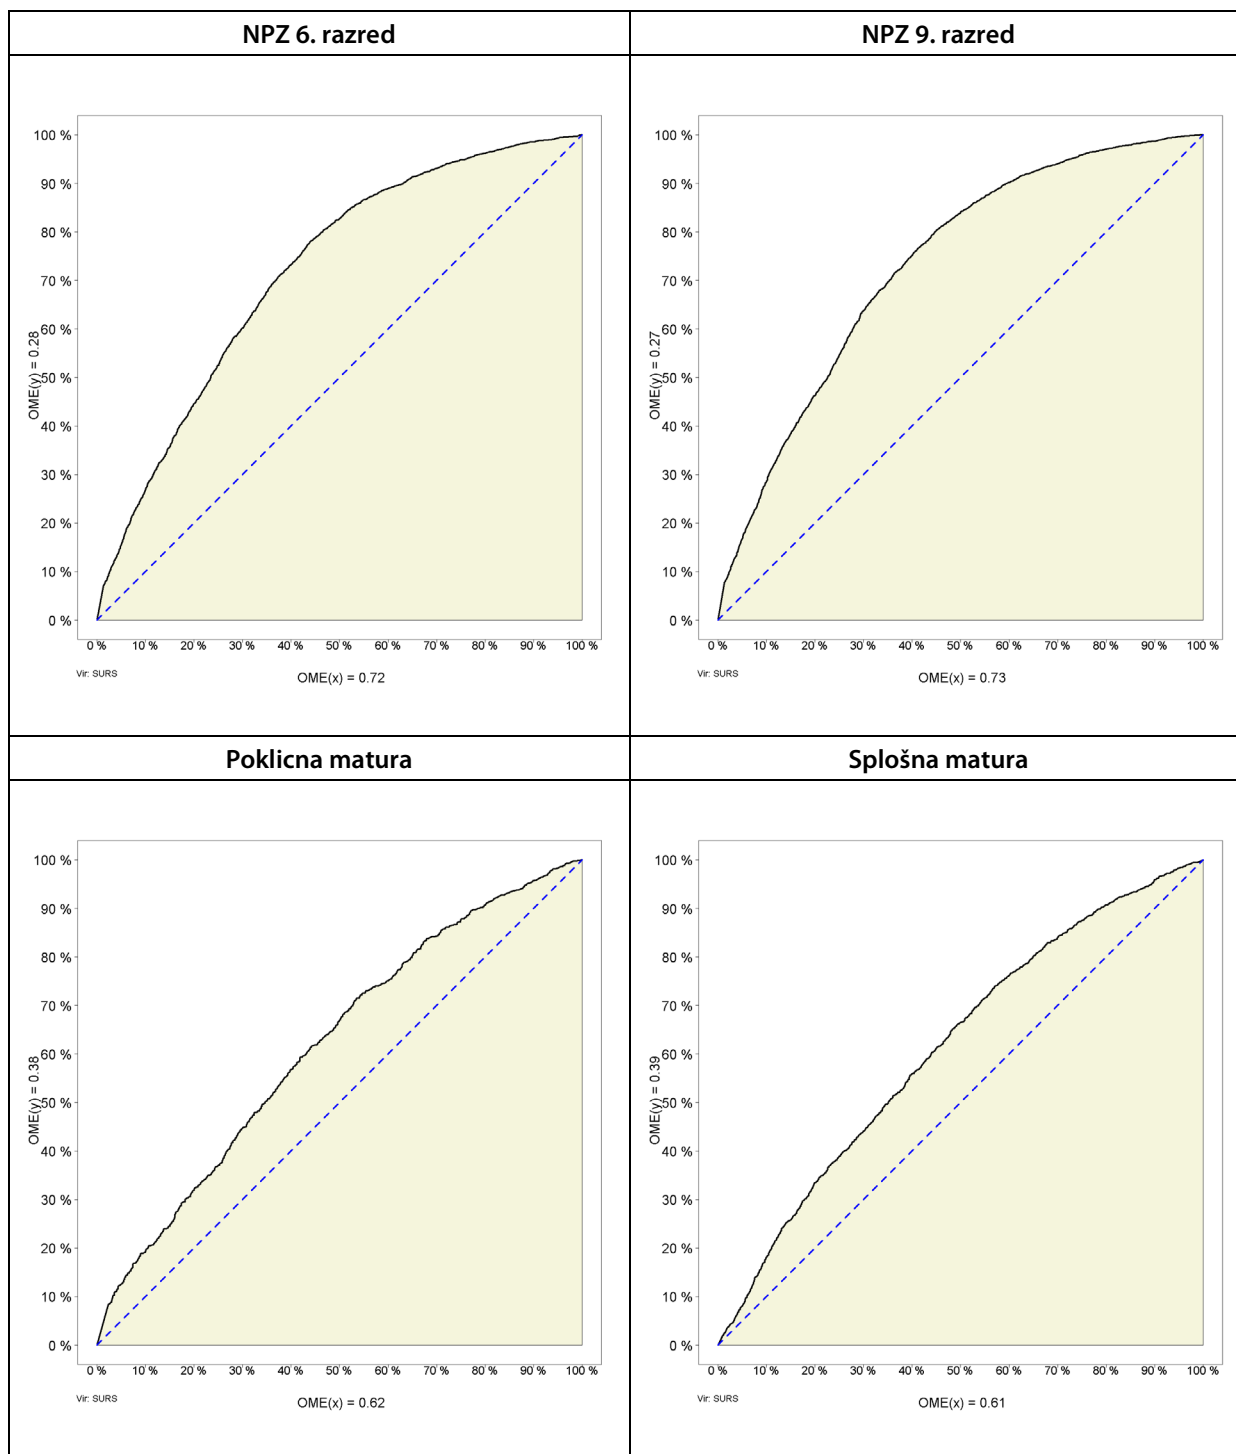 NPZ 6. razred
NPZ 9. razred
100 %
90 %
80 %
70 %
60 %
50 %
40 %
30 %
20 %
10 %
0 %
OME(y) = 0.28
0 % 10 % 20 % 30 % 40 % 50 % 60 % 70 % 80 % 90 % 100 %
Vir: SURS
OME(x) = 0.72
100 %
90 %
80 %
70 %
60 %
50 %
40 %
30 %
20 %
10 %
0 %
OME(y) = 0.27
0 % 10 % 20 % 30 % 40 % 50 % 60 % 70 % 80 % 90 % 100 %
Vir: SURS
OME(x) = 0.73
Poklicna matura
Splošna matura
100 %
90 %
80 %
70 %
60 %
50 %
40 %
30 %
20 %
10 %
0 %
OME(y) = 0.38
0 % 10 % 20 % 30 % 40 % 50 % 60 % 70 % 80 % 90 % 100 %
Vir: SURS
OME(x) = 0.62
100 %
90 %
80 %
70 %
60 %
50 %
40 %
30 %
20 %
10 %
0 %
OME(y) = 0.39
0 % 10 % 20 % 30 % 40 % 50 % 60 % 70 % 80 % 90 % 100 %
Vir: SURS
OME(x) = 0.61